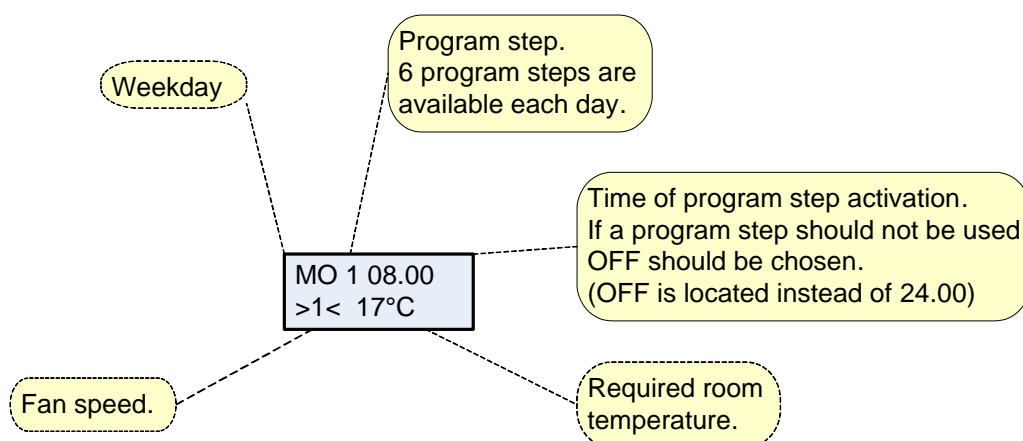 Program step.
6 program steps are
available each day.
Weekday
Time of program step activation.
If a program step should not be used
OFF should be chosen.
(OFF is located instead of 24.00)
MO 1 08.00
>1< 17°C
Fan speed.
Required room
temperature.